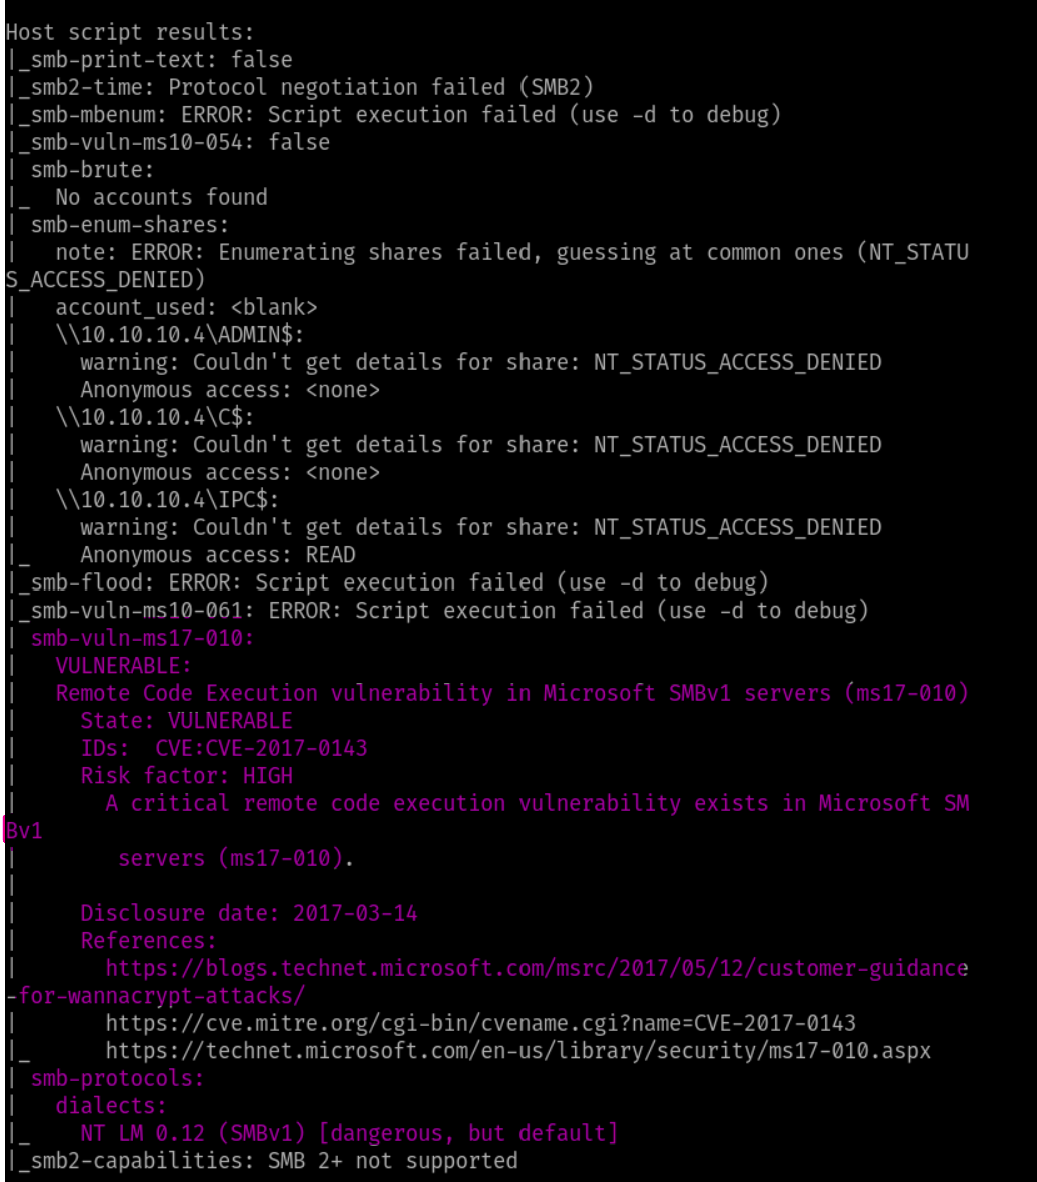 Host script results:
|_smb-print-text: false
|_smb2-time: Protocol negotiation failed (SMB2)
|_smb-mbenum: ERROR: Script execution failed (use -d to debug)
|_smb-vuln-ms10-054: false
| smb-brute:
|_  No accounts found
| smb-enum-shares:
|   note: ERROR: Enumerating shares failed, guessing at common ones (NT_STATU
S_ACCESS_DENIED)
|   account_used: <blank>
|   \\10.10.10.4\ADMIN$:
|     warning: Couldn't get details for share: NT_STATUS_ACCESS_DENIED
|     Anonymous access: <none>
|   \\10.10.10.4\C$:
|     warning: Couldn't get details for share: NT_STATUS_ACCESS_DENIED
|     Anonymous access: <none>
|   \\10.10.10.4\IPC$:
|     warning: Couldn't get details for share: NT_STATUS_ACCESS_DENIED
|_    Anonymous access: READ
|_smb-flood: ERROR: Script execution failed (use -d to debug)
|_smb-vuln-ms10-061: ERROR: Script execution failed (use -d to debug)
| smb-vuln-ms17-010:
|   VULNERABLE:
|   Remote Code Execution vulnerability in Microsoft SMBv1 servers (ms17-010)
|     State: VULNERABLE
|     IDs:  CVE:CVE-2017-0143
|     Risk factor: HIGH
|       A critical remote code execution vulnerability exists in Microsoft SM
Bv1
|        servers (ms17-010).
|
|     Disclosure date: 2017-03-14
|     References:
|       https://blogs.technet.microsoft.com/msrc/2017/05/12/customer-guidance
-for-wannacrypt-attacks/
|       https://cve.mitre.org/cgi-bin/cvename.cgi?name=CVE-2017-0143
|_      https://technet.microsoft.com/en-us/library/security/ms17-010.aspx
| smb-protocols:
|   dialects:
|_    NT LM 0.12 (SMBv1) [dangerous, but default]
|_smb2-capabilities: SMB 2+ not supported